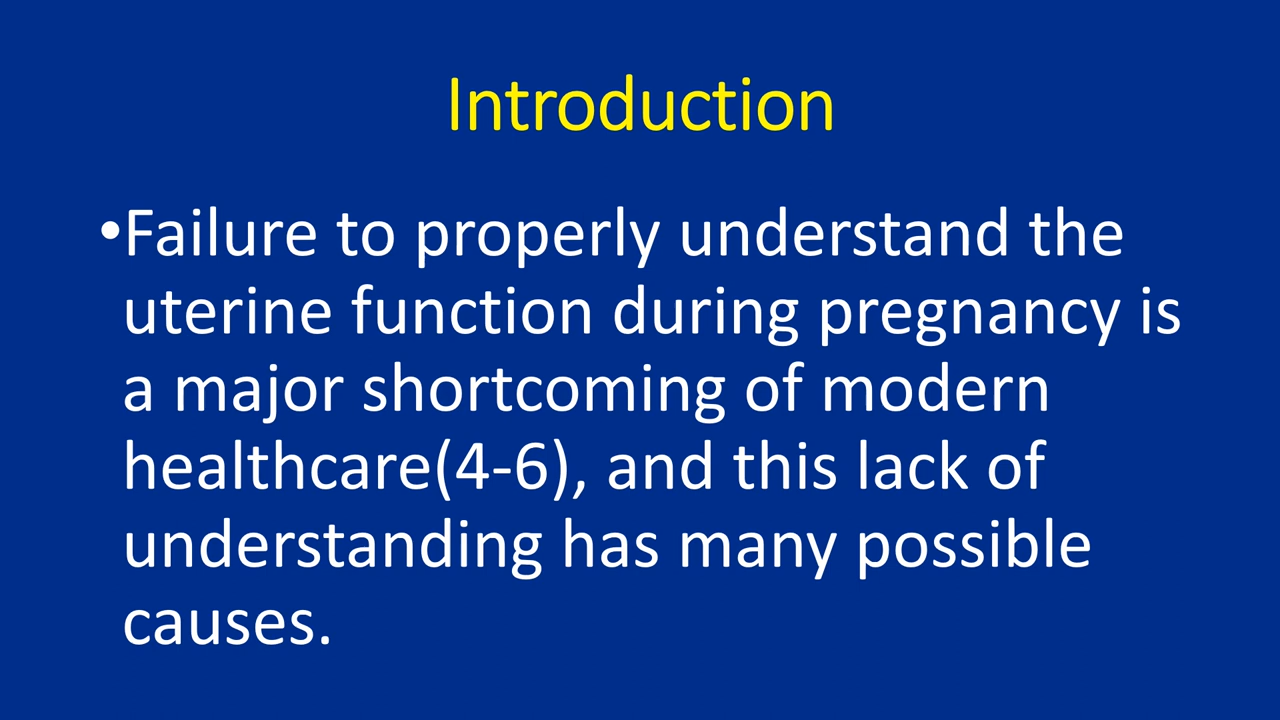 Introduction
•Failure to properly understand the
uterine function during pregnancy is
a major shortcoming of modern
healthcare(4-6), and this lack of
understanding has many possible
causes.